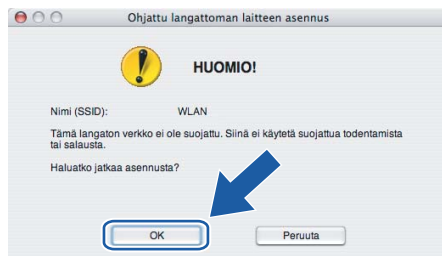 Ohjattu langattoman laitteen asennus
HUOMIO!
Nimi (SSID): WLAN
Tämä langaton verkko ei ole suojattu. Siinä ei käytetä suojattua todentamista
tai salausta.
Haluatko jatkaa asennusta?
OK Peruuta